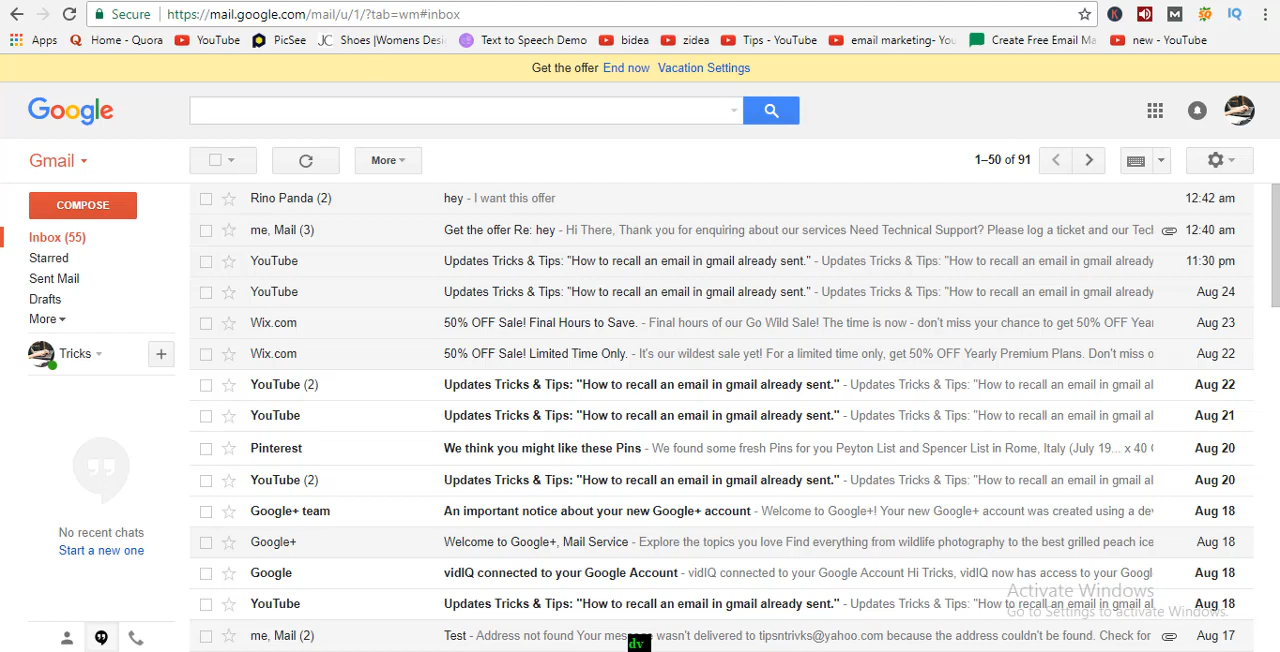 Secure https://mail.google.com/mail/u/1/?tab=wm#inbox
Apps Home - Quora YouTube PicSee JC Shoes |Womens Desi Text to Speech Demo bidea zidea Tips - YouTube email marketing- You Create Free Email Ma new - YouTube
Get the offer End now Vacation Settings
Google
Gmail More 1–50 of 91
COMPOSE
Inbox (55)
Starred
Sent Mail
Drafts
More
Tricks
No recent chats
Start a new one
Rino Panda (2) hey - I want this offer 12:42 am
me, Mail (3) Get the offer Re: hey - Hi There, Thank you for enquiring about our services Need Technical Support? Please log a ticket and our Tecl 12:40 am
YouTube Updates Tricks & Tips: "How to recall an email in gmail already sent." - Updates Tricks & Tips: "How to recall an email in gmail already 11:30 pm
YouTube Updates Tricks & Tips: "How to recall an email in gmail already sent." - Updates Tricks & Tips: "How to recall an email in gmail already Aug 24
Wix.com 50% OFF Sale! Final Hours to Save. - Final hours of our Go Wild Sale! The time is now - don't miss your chance to get 50% OFF Yea Aug 23
Wix.com 50% OFF Sale! Limited Time Only. - It's our wildest sale yet! For a limited time only, get 50% OFF Yearly Premium Plans. Don't miss o Aug 22
YouTube (2) Updates Tricks & Tips: "How to recall an email in gmail already sent." - Updates Tricks & Tips: "How to recall an email in gmail al Aug 22
YouTube Updates Tricks & Tips: "How to recall an email in gmail already sent." - Updates Tricks & Tips: "How to recall an email in gmail al Aug 21
Pinterest We think you might like these Pins - We found some fresh Pins for you Peyton List and Spencer List in Rome, Italy (July 19... x 40 ( Aug 20
YouTube (2) Updates Tricks & Tips: "How to recall an email in gmail already sent." - Updates Tricks & Tips: "How to recall an email in gmail al Aug 20
Google+ team An important notice about your new Google+ account - Welcome to Google+! Your new Google+ account was created using a dev Aug 18
Google+ Welcome to Google+, Mail Service - Explore the topics you love Find everything from wildlife photography to the best grilled peach ice Aug 18
Google vidIQ connected to your Google Account - vidIQ connected to your Google Account Hi Tricks, vidIQ now has access to your Googl Aug 18
YouTube Updates Tricks & Tips: "How to recall an email in gmail already sent." - Updates Tricks & Tips: "How to recall an email in gmail al Aug 18
me, Mail (2) Test - Address not found Your message wasn't delivered to tipsntrivks@yahoo.com because the address couldn't be found. Check for Aug 17
Activate Windows
Go to Settings to activate Windows.
dv